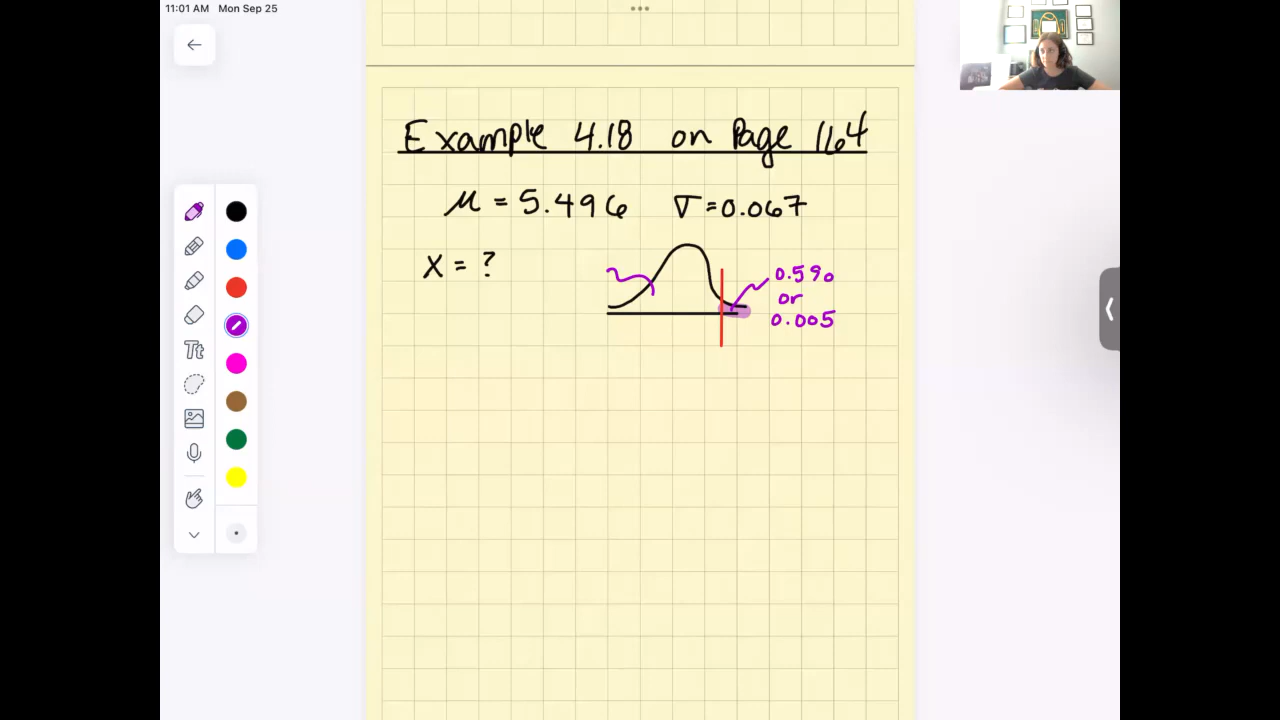 11:01 AM Mon Sep 25
Example 4.18 on Page 164
μ = 5.496 σ = 0.067
X = ?
0.5%
or
0.005
Tt